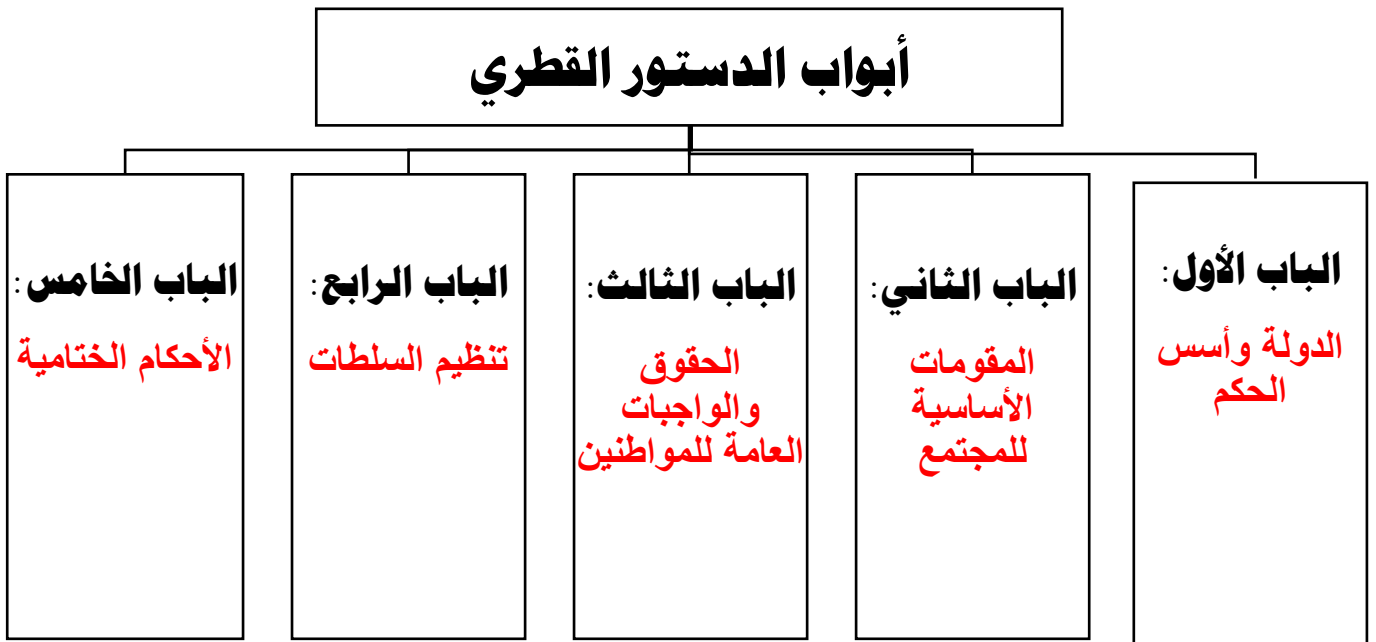 أبواب الدستور القطري
الباب الأول:
الدولة وأسس
الحكم
الباب الثاني:
المقومات
الأساسية
للمجتمع
الباب الثالث:
الحقوق
والواجبات
العامة للمواطنين
الباب الرابع:
تنظيم السلطات
الباب الخامس:
الأحكام الختامية